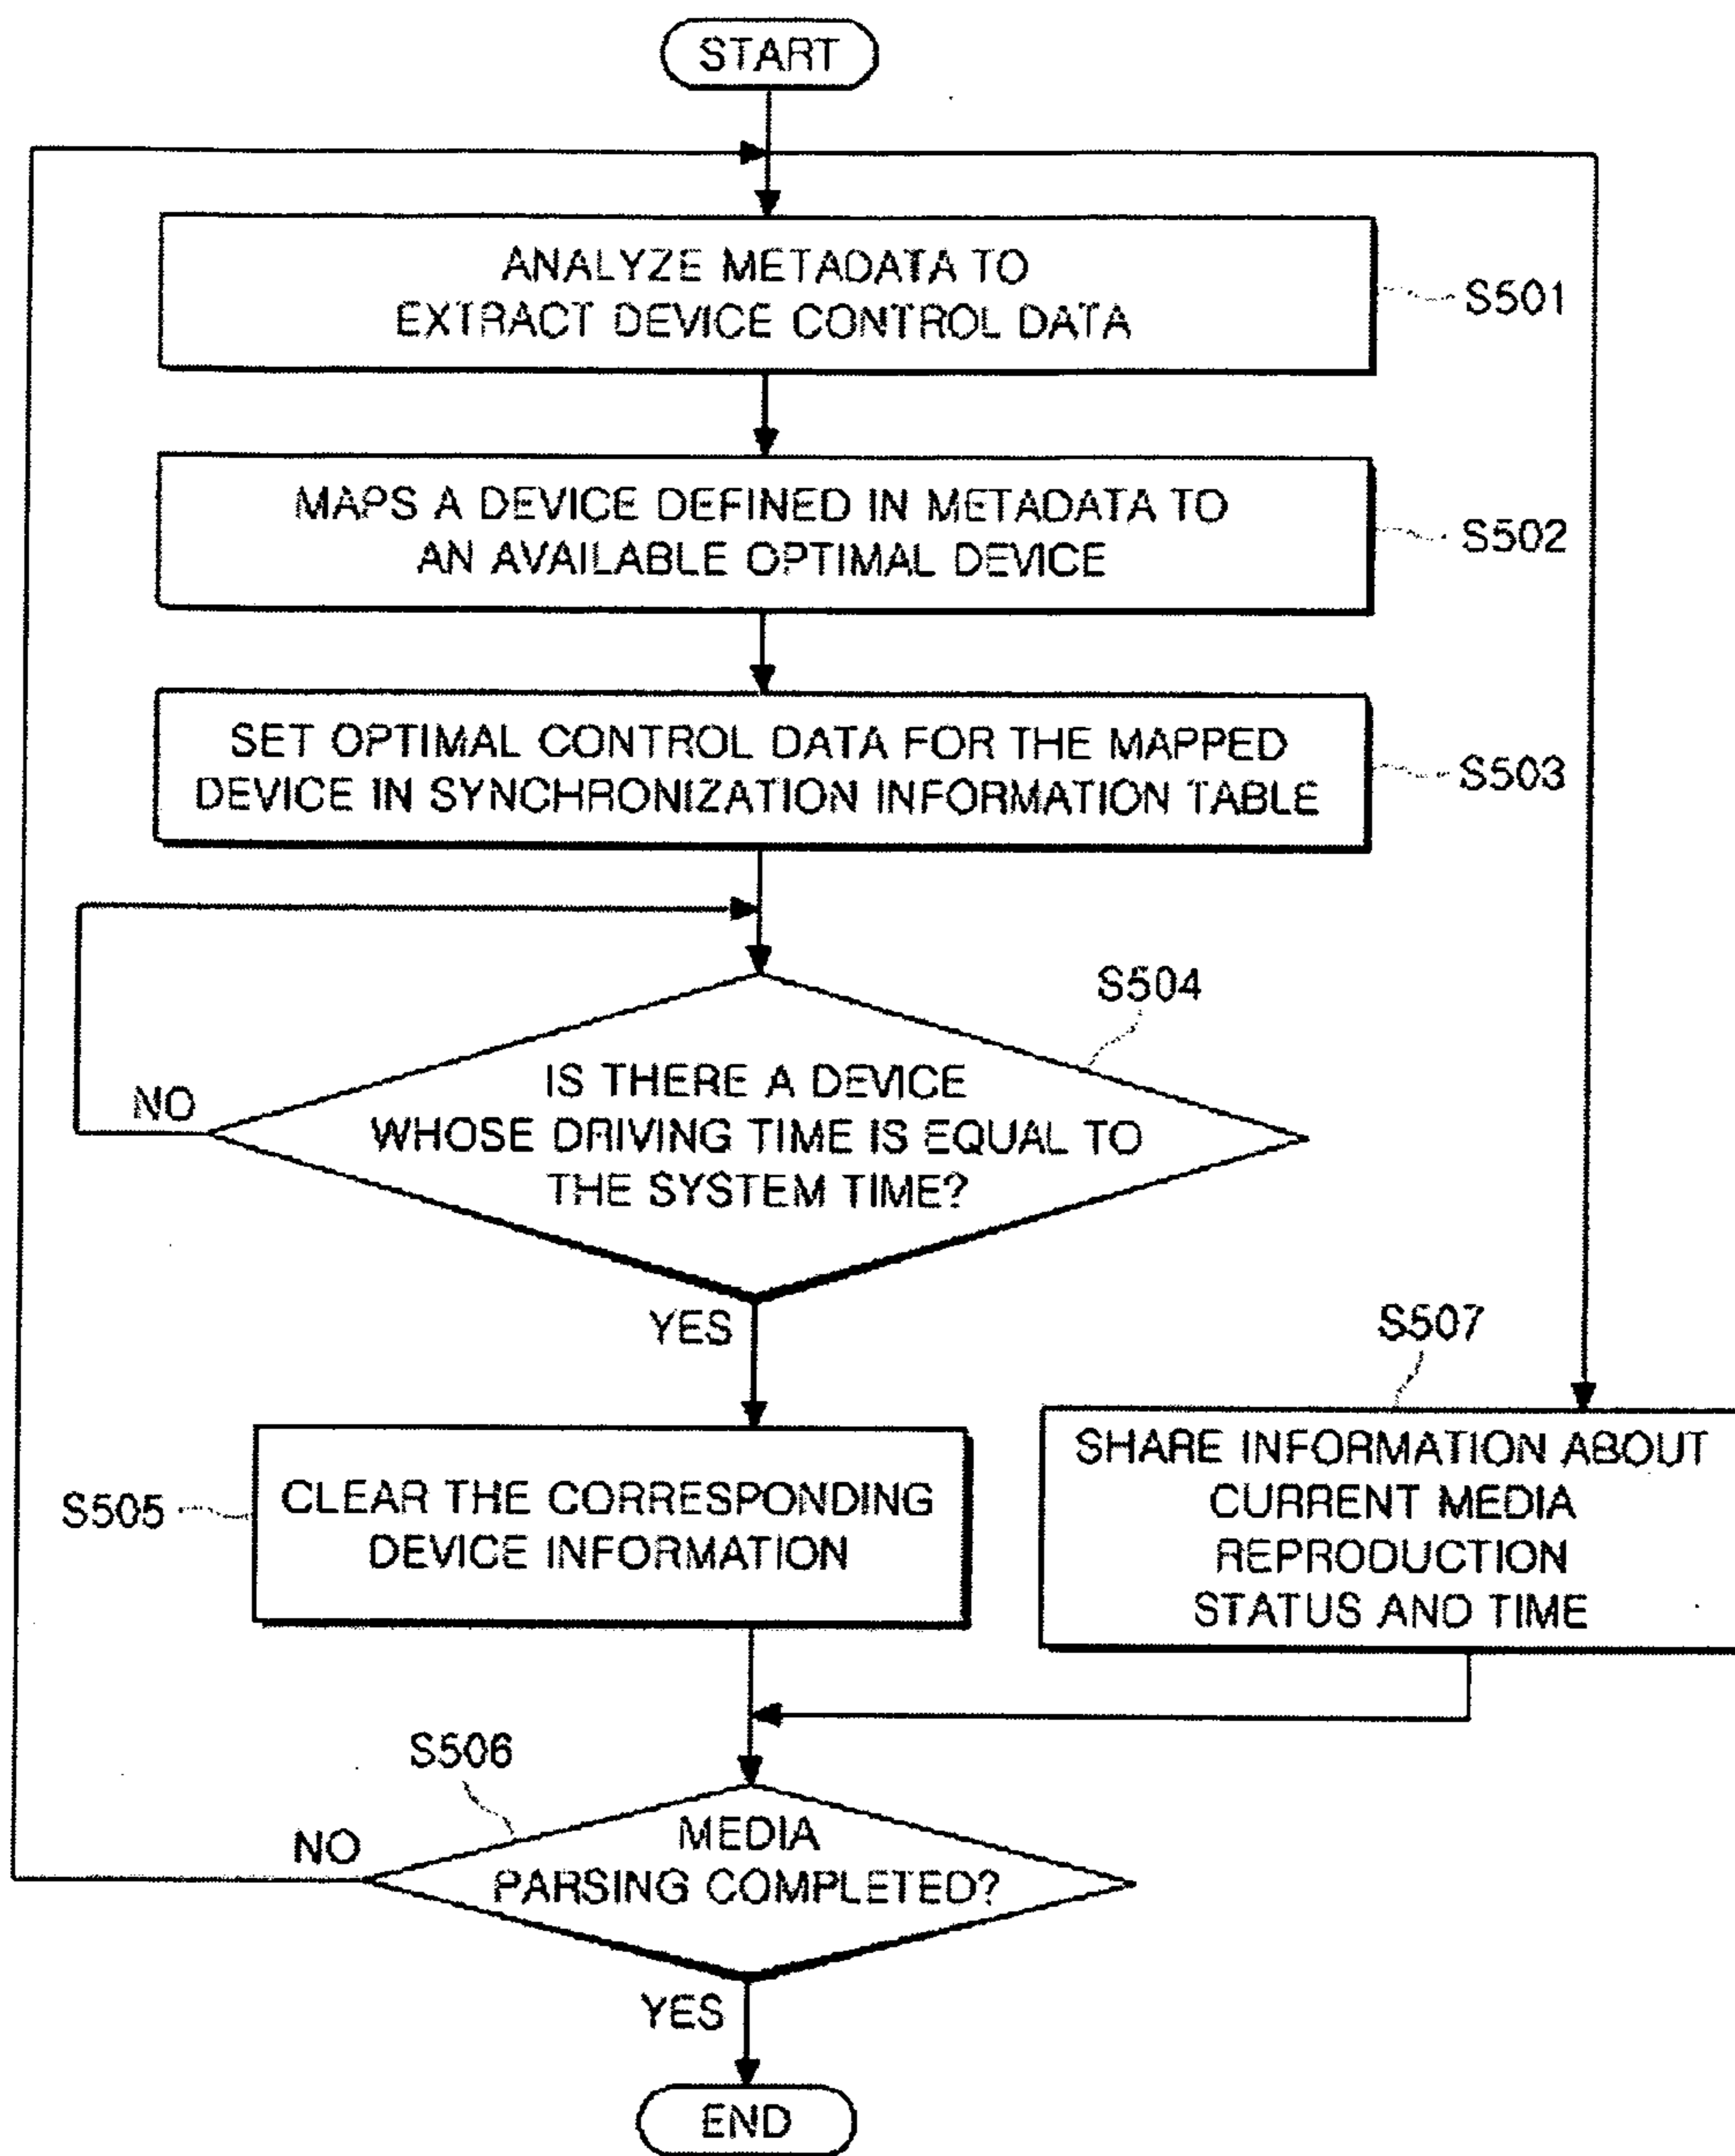 START
ANALYZE METADATA TO
EXTRACT DEVICE CONTROL DATA
S501
MAPS A DEVICE DEFINED IN METADATA TO
AN AVAILABLE OPTIMAL DEVICE
S502
SET OPTIMAL CONTROL DATA FOR THE MAPPED
DEVICE IN SYNCHRONIZATION INFORMATION TABLE
S503
S504
IS THERE A DEVICE
WHOSE DRIVING TIME IS EQUAL TO
THE SYSTEM TIME?
NO
YES
S505
CLEAR THE CORRESPONDING
DEVICE INFORMATION
S507
SHARE INFORMATION ABOUT
CURRENT MEDIA
REPRODUCTION
STATUS AND TIME
S506
MEDIA
PARSING COMPLETED?
NO
YES
END